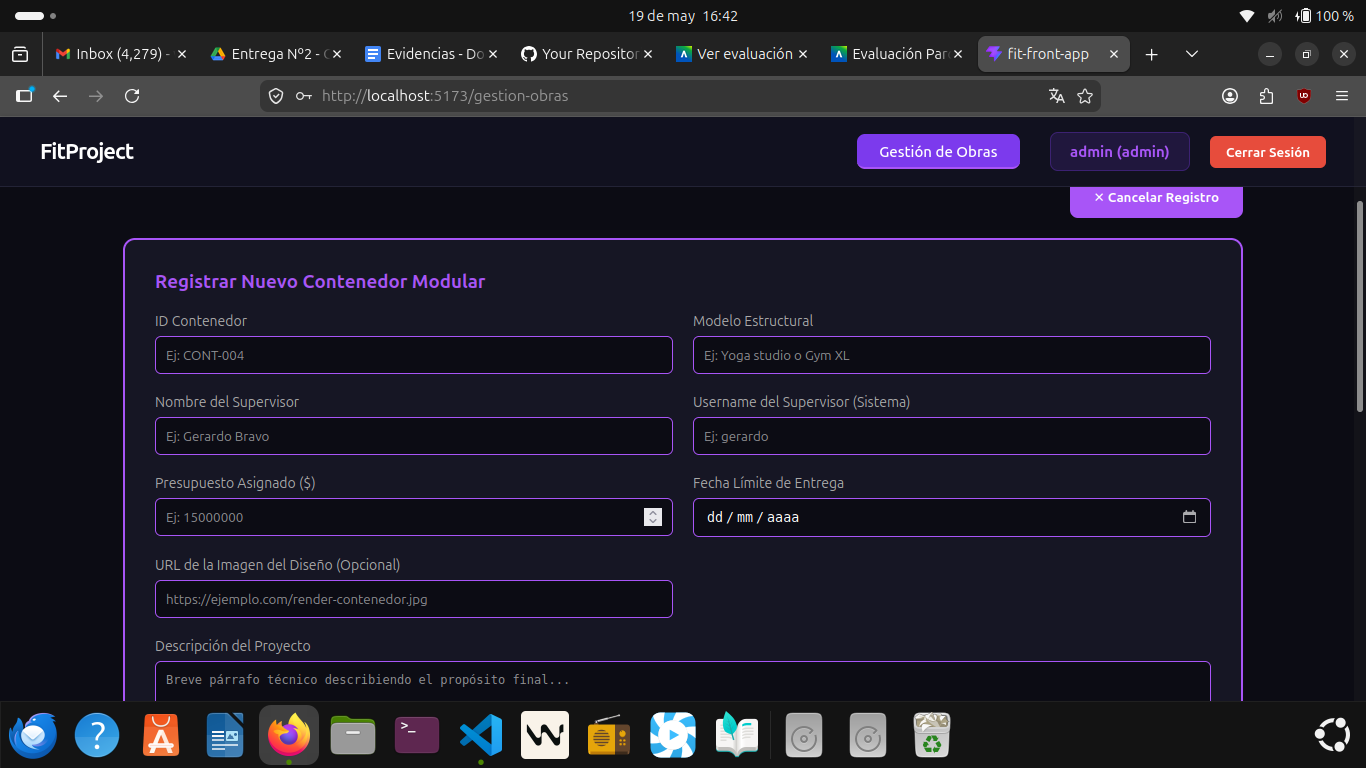 19 de may 16:42
100 %
Inbox (4,279) -
Entrega Nº2 -
Evidencias - Do
Your Repositor
Ver evaluación
Evaluación Par
fit-front-app
http://localhost:5173/gestion-obras
FitProject
Gestión de Obras
admin (admin)
Cerrar Sesión
✕ Cancelar Registro
Registrar Nuevo Contenedor Modular
ID Contenedor
Modelo Estructural
Ej: CONT-004
Ej: Yoga studio o Gym XL
Nombre del Supervisor
Username del Supervisor (Sistema)
Ej: Gerardo Bravo
Ej: gerardo
Presupuesto Asignado ($)
Fecha Límite de Entrega
Ej: 15000000
dd / mm / aaaa
URL de la Imagen del Diseño (Opcional)
https://ejemplo.com/render-contenedor.jpg
Descripción del Proyecto
Breve párrafo técnico describiendo el propósito final...